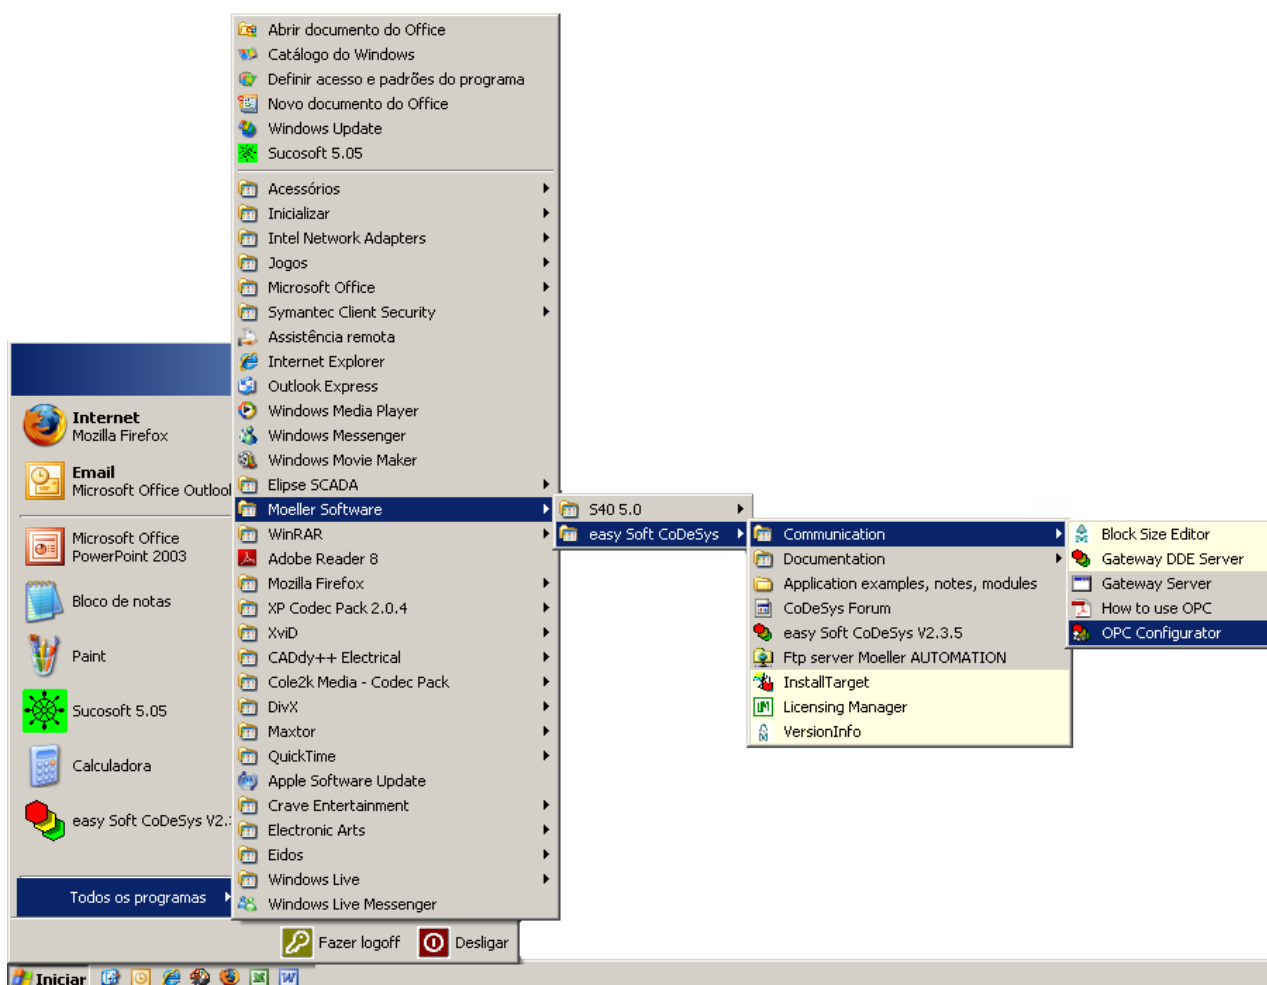 Abrir documento do Office
Catálogo do Windows
Definir acesso e padrões do programa
Novo documento do Office
Windows Update
Sucosoft 5.05
Acessórios
Inicializar
Intel Network Adapters
Jogos
Microsoft Office
Symantec Client Security
Assistência remota
Internet Explorer
Outlook Express
Windows Media Player
Windows Messenger
Windows Movie Maker
Elipse SCADA
Moeller Software
WinRAR
Adobe Reader 8
Mozilla Firefox
XP Codec Pack 2.0.4
XviD
CADdy++ Electrical
Cole2k Media - Codec Pack
DivX
Maxtor
QuickTime
Apple Software Update
Crave Entertainment
Electronic Arts
Eidos
Windows Live
Windows Live Messenger
S40 5.0
easy Soft CoDeSys
Communication
Documentation
Application examples, notes, modules
CoDeSys Forum
easy Soft CoDeSys V2.3.5
Ftp server Moeller AUTOMATION
InstallTarget
Licensing Manager
VersionInfo
Block Size Editor
Gateway DDE Server
Gateway Server
How to use OPC
OPC Configurator
Internet
Mozilla Firefox
Email
Microsoft Office Outlool
Microsoft Office
PowerPoint 2003
Bloco de notas
Paint
Sucosoft 5.05
Calculadora
easy Soft CoDeSys V2.
Todos os programas
Fazer logoff
Desligar
Iniciar